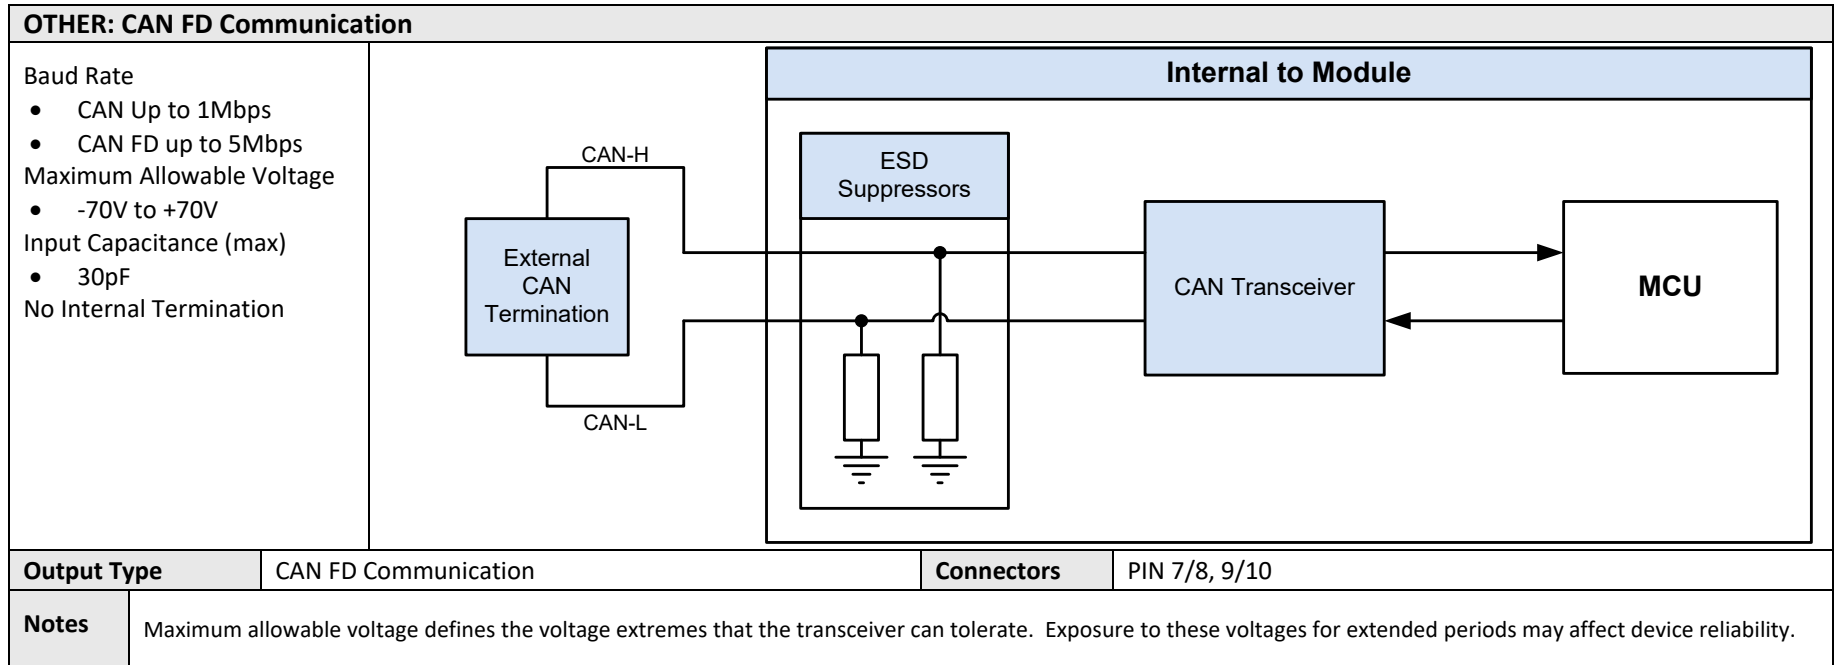 OTHER: CAN FD Communication
Baud Rate
• CAN Up to 1Mbps
• CAN FD up to 5Mbps
Maximum Allowable Voltage
• -70V to +70V
Input Capacitance (max)
• 30pF
No Internal Termination
Internal to Module
CAN-H
ESD
Suppressors
External
CAN
Termination
CAN Transceiver
MCU
CAN-L
Output Type CAN FD Communication Connectors PIN 7/8, 9/10
Notes Maximum allowable voltage defines the voltage extremes that the transceiver can tolerate. Exposure to these voltages for extended periods may affect device reliability.